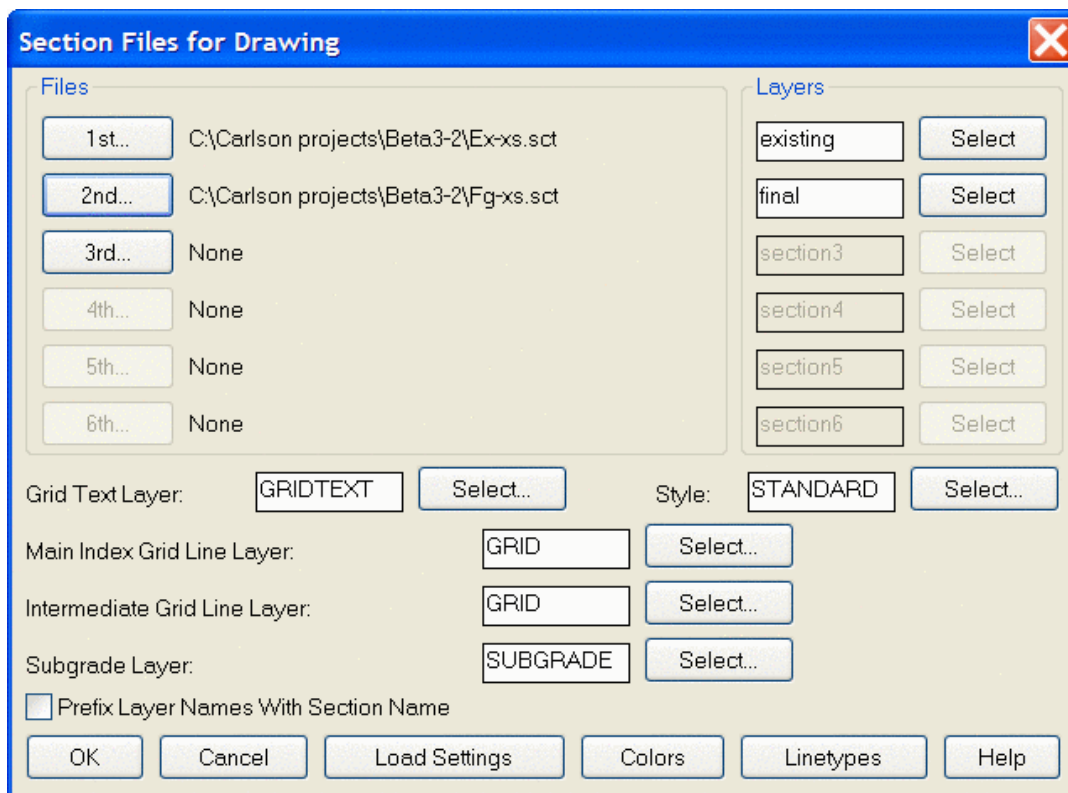 Section Files for Drawing
Files
Layers
1st... C:\Carlson projects\Beta3-2\Ex-xs.sct existing Select
2nd... C:\Carlson projects\Beta3-2\Fg-xs.sct final Select
3rd... None section3 Select
4th... None section4 Select
5th... None section5 Select
6th... None section6 Select
Grid Text Layer: GRIDTEXT Select... Style: STANDARD Select...
Main Index Grid Line Layer: GRID Select...
Intermediate Grid Line Layer: GRID Select...
Subgrade Layer: SUBGRADE Select...
Prefix Layer Names With Section Name
OK Cancel Load Settings Colors Linetypes Help